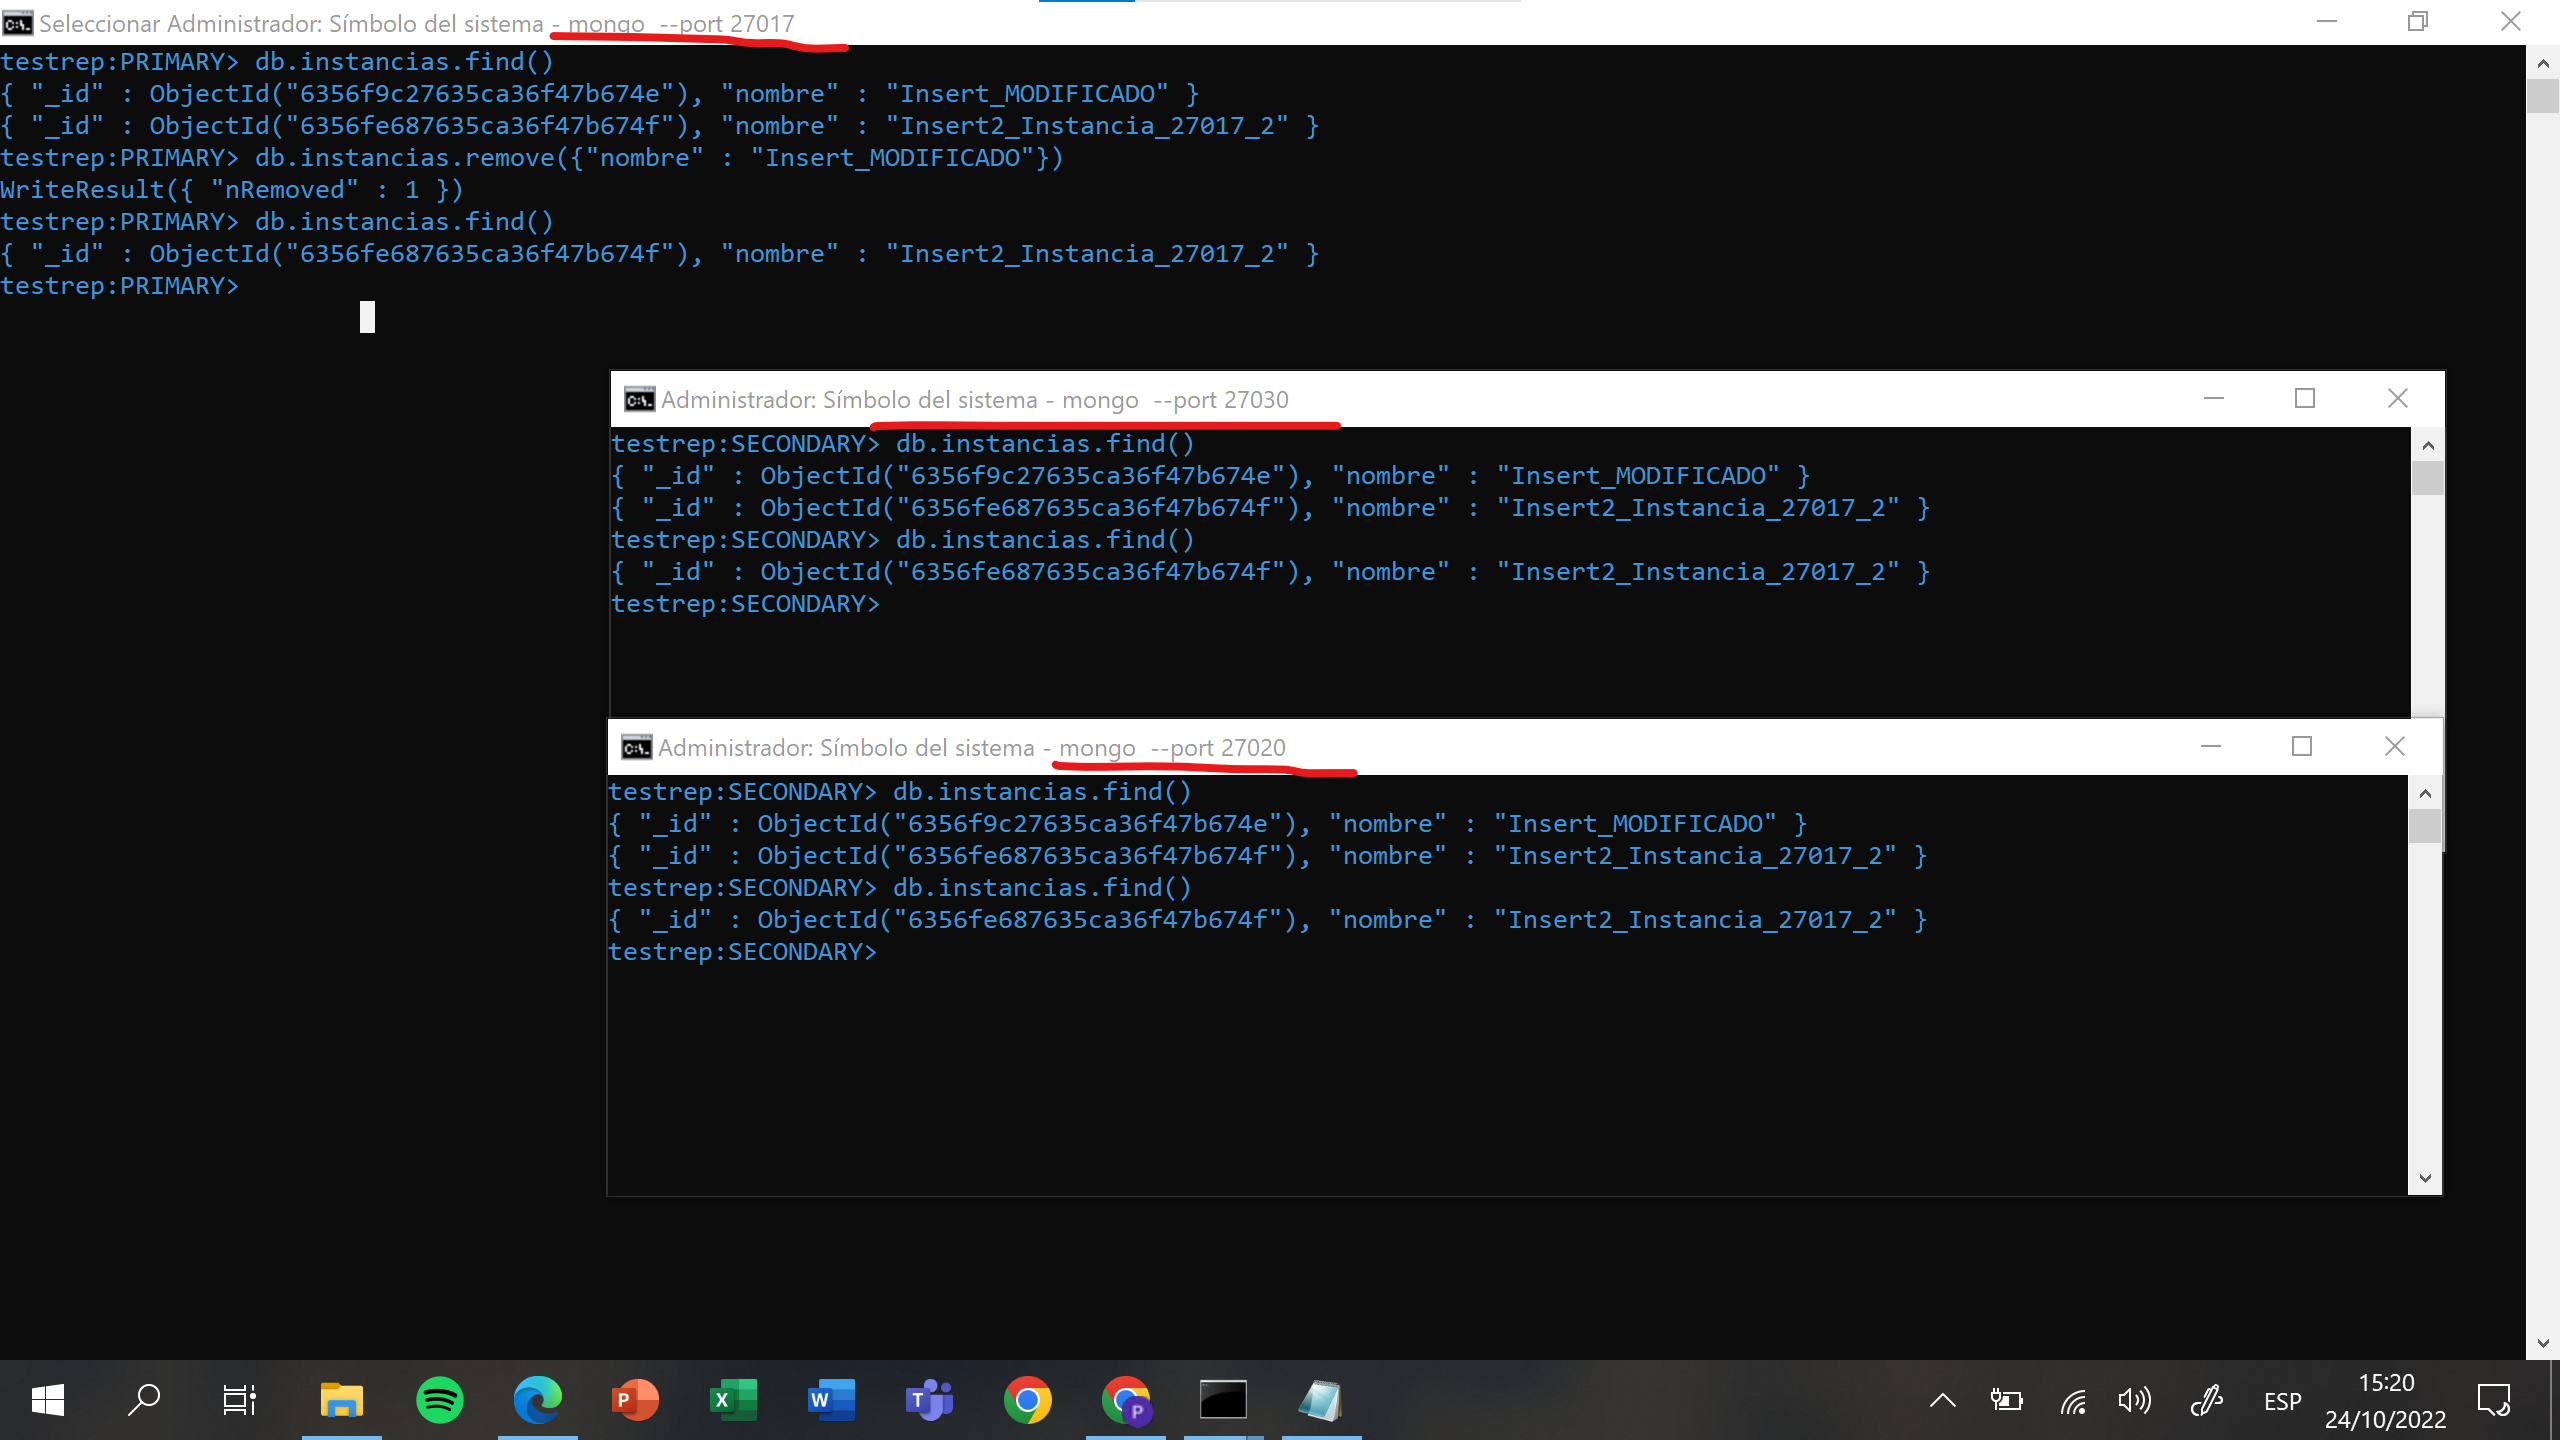 Seleccionar Administrador: Símbolo del sistema - mongo  --port 27017
testrep:PRIMARY> db.instancias.find()
{ "_id" : ObjectId("6356f9c27635ca36f47b674e"), "nombre" : "Insert_MODIFICADO" }
{ "_id" : ObjectId("6356fe687635ca36f47b674f"), "nombre" : "Insert2_Instancia_27017_2" }
testrep:PRIMARY> db.instancias.remove({"nombre" : "Insert_MODIFICADO"})
WriteResult({ "nRemoved" : 1 })
testrep:PRIMARY> db.instancias.find()
{ "_id" : ObjectId("6356fe687635ca36f47b674f"), "nombre" : "Insert2_Instancia_27017_2" }
testrep:PRIMARY>
Administrador: Símbolo del sistema - mongo  --port 27030
testrep:SECONDARY> db.instancias.find()
{ "_id" : ObjectId("6356f9c27635ca36f47b674e"), "nombre" : "Insert_MODIFICADO" }
{ "_id" : ObjectId("6356fe687635ca36f47b674f"), "nombre" : "Insert2_Instancia_27017_2" }
testrep:SECONDARY> db.instancias.find()
{ "_id" : ObjectId("6356fe687635ca36f47b674f"), "nombre" : "Insert2_Instancia_27017_2" }
testrep:SECONDARY>
Administrador: Símbolo del sistema - mongo  --port 27020
testrep:SECONDARY> db.instancias.find()
{ "_id" : ObjectId("6356f9c27635ca36f47b674e"), "nombre" : "Insert_MODIFICADO" }
{ "_id" : ObjectId("6356fe687635ca36f47b674f"), "nombre" : "Insert2_Instancia_27017_2" }
testrep:SECONDARY> db.instancias.find()
{ "_id" : ObjectId("6356fe687635ca36f47b674f"), "nombre" : "Insert2_Instancia_27017_2" }
testrep:SECONDARY>
ESP
15:20
24/10/2022